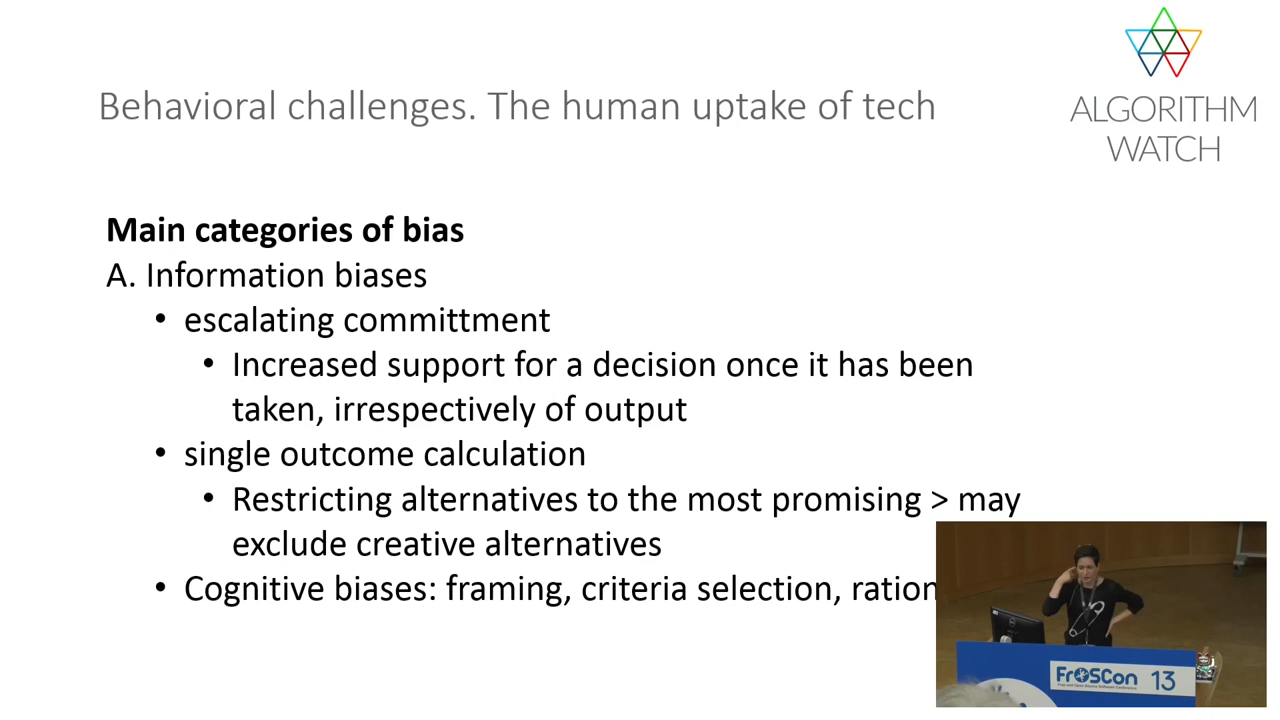 ALGORITHM
WATCH
Behavioral challenges. The human uptake of tech
Main categories of bias
A. Information biases
• escalating committment
• Increased support for a decision once it has been
taken, irrespectively of output
• single outcome calculation
• Restricting alternatives to the most promising > may
exclude creative alternatives
• Cognitive biases: framing, criteria selection,
FrOSCon 13